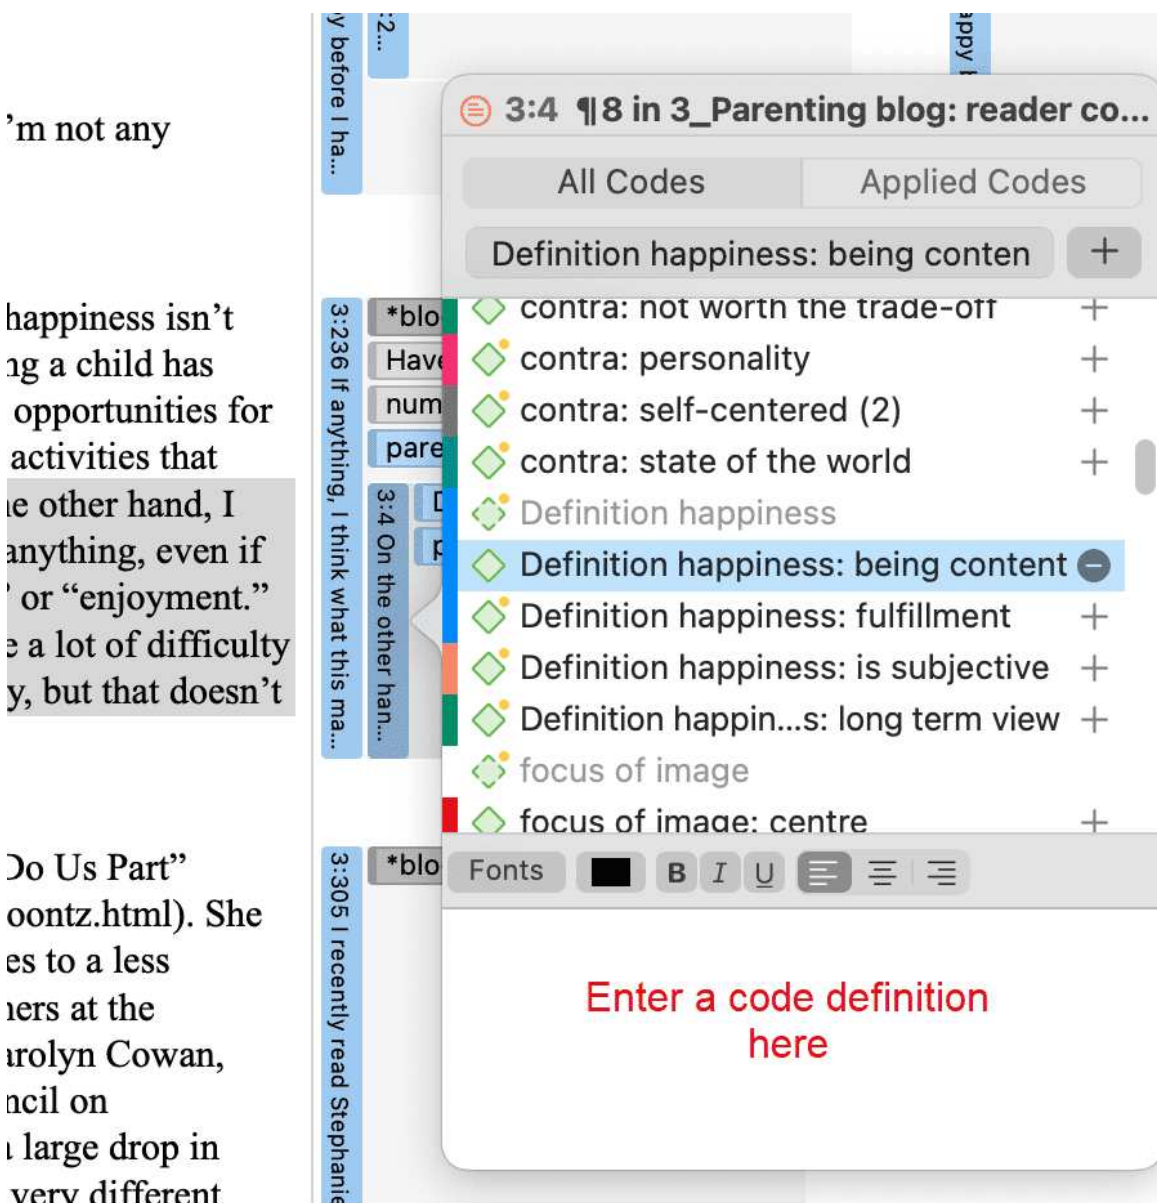 ’m not any
happiness isn’t
ng a child has
opportunities for
activities that
e other hand, I
anything, even if
’ or “enjoyment.”
e a lot of difficulty
y, but that doesn’t
Do Us Part”
oontz.html). She
es to a less
ners at the
arolyn Cowan,
ncil on
a large drop in
very different
y before I ha...
:2...
appy
3:236 If anything, I think what this ma...
*blo
Have
num
pare
3:4 On the other han...
D
p
3:305 I recently read Stephanie
*blo
3:4 ¶8 in 3_Parenting blog: reader co...
All Codes
Applied Codes
Definition happiness: being conten
+
contra: not worth the trade-off +
contra: personality +
contra: self-centered (2) +
contra: state of the world +
Definition happiness
Definition happiness: being content
Definition happiness: fulfillment +
Definition happiness: is subjective +
Definition happin...s: long term view +
focus of image
focus of image: centre +
Fonts
B I U
Enter a code definition
here